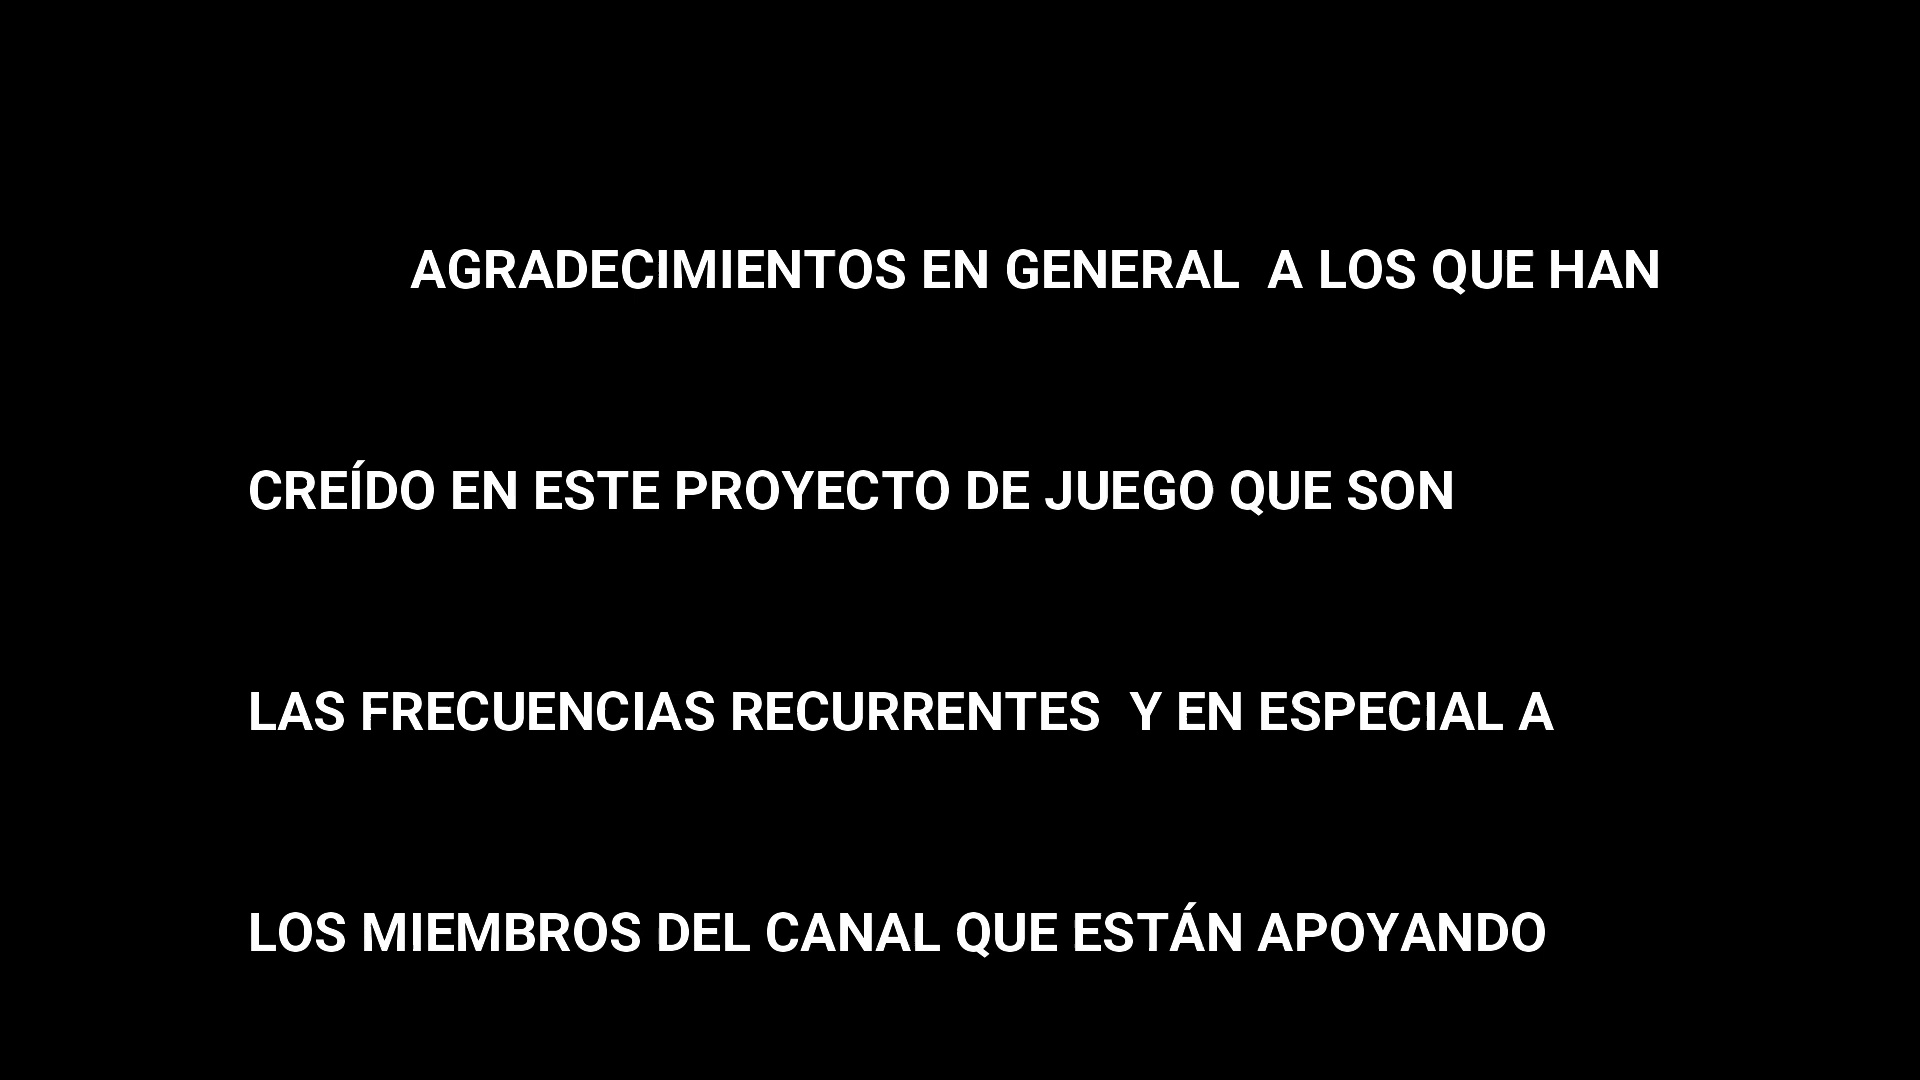 AGRADECIMIENTOS EN GENERAL  A LOS QUE HAN
CREÍDO EN ESTE PROYECTO DE JUEGO QUE SON
LAS FRECUENCIAS RECURRENTES  Y EN ESPECIAL A
LOS MIEMBROS DEL CANAL QUE ESTÁN APOYANDO